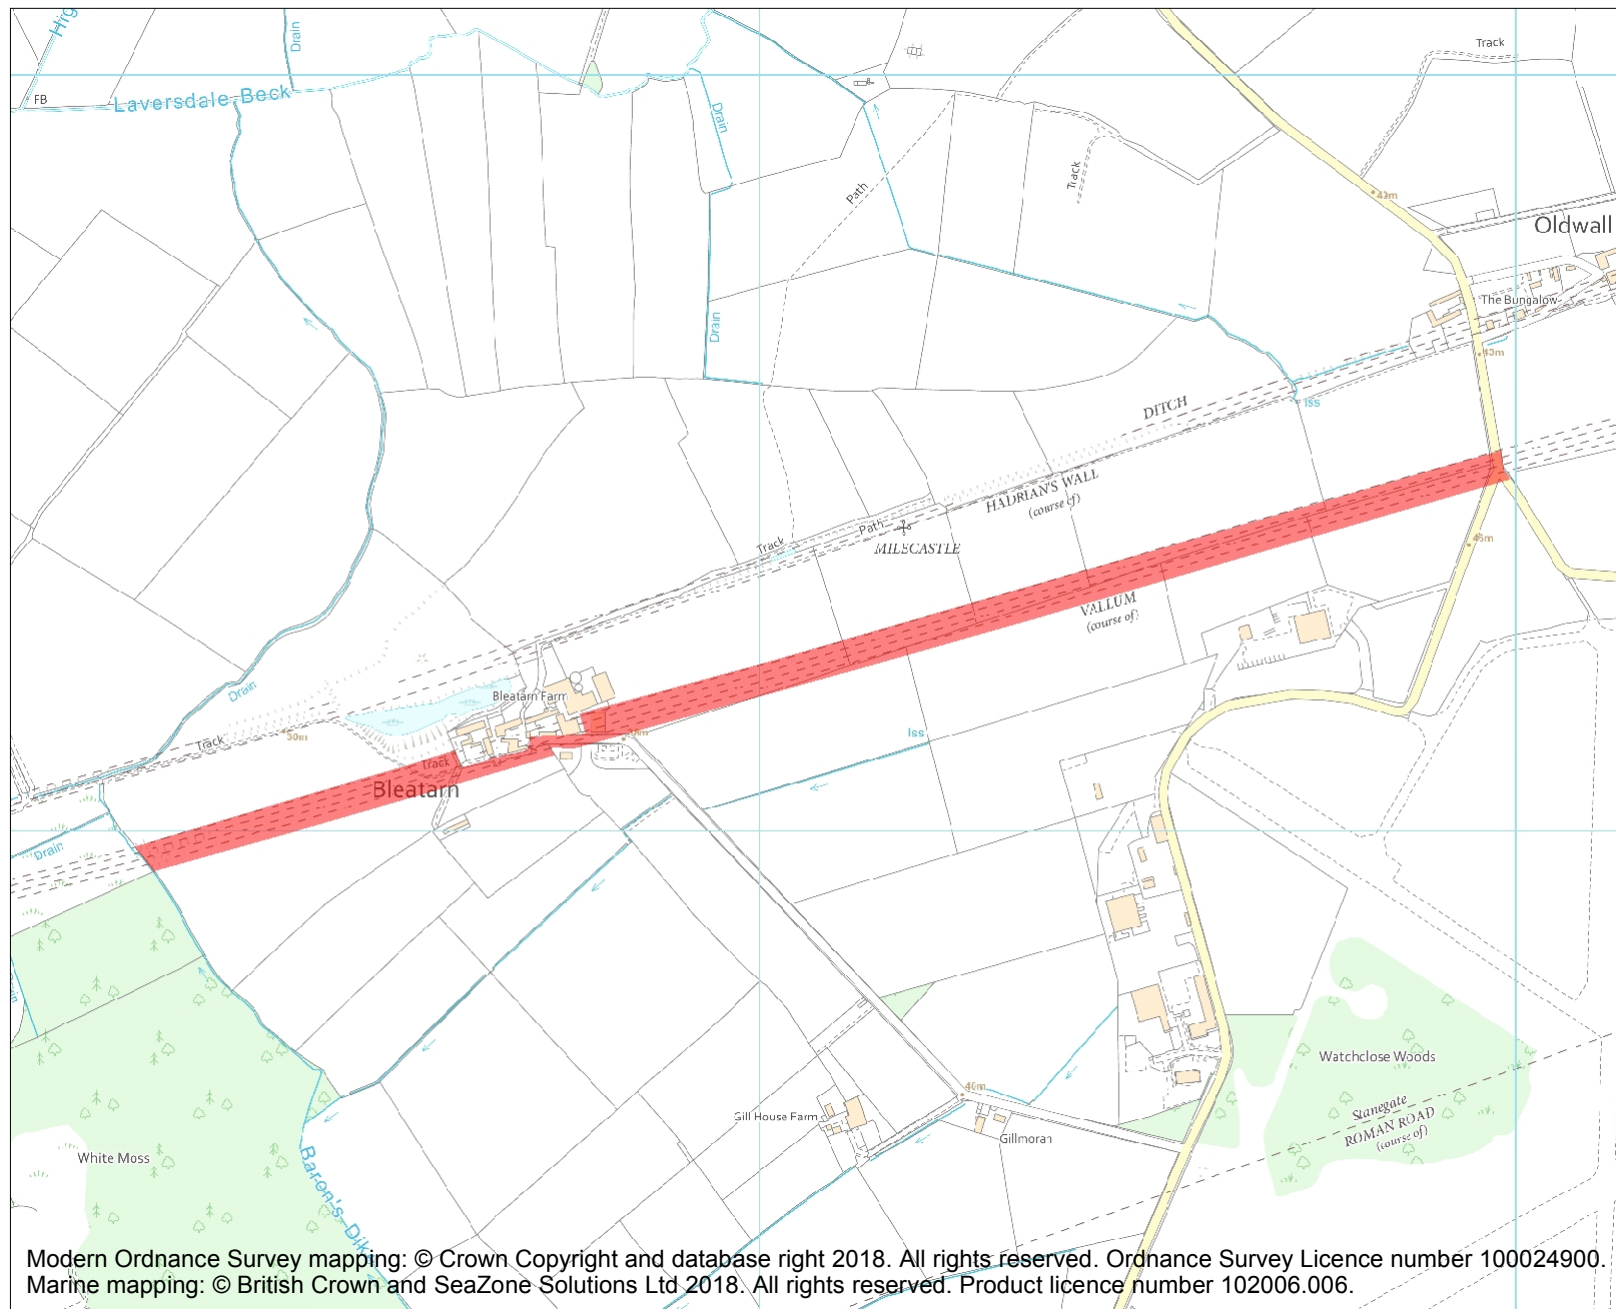 Hig
Drain
Track
FB
Laversdale Beck
Drain
Track
Path
43m
Oldwall
The Bungalow
Drain
43m
DITCH
Iss
HADRIAN'S WALL
(course of)
Path
Track
MILECASTLE
VALLUM
(course of)
Drain
Bleatarn Farm
Track
30m
Iss
Track
Bleatarn
Drain
Watchclose Woods
40m
Gill House Farm
Gillmoran
Stanegate
ROMAN ROAD
(course of)
White Moss
Baron's Dike
Modern Ordnance Survey mapping: © Crown Copyright and database right 2018. All rights reserved. Ordnance Survey Licence number 100024900.
Marine mapping: © British Crown and SeaZone Solutions Ltd 2018. All rights reserved. Product licence number 102006.006.